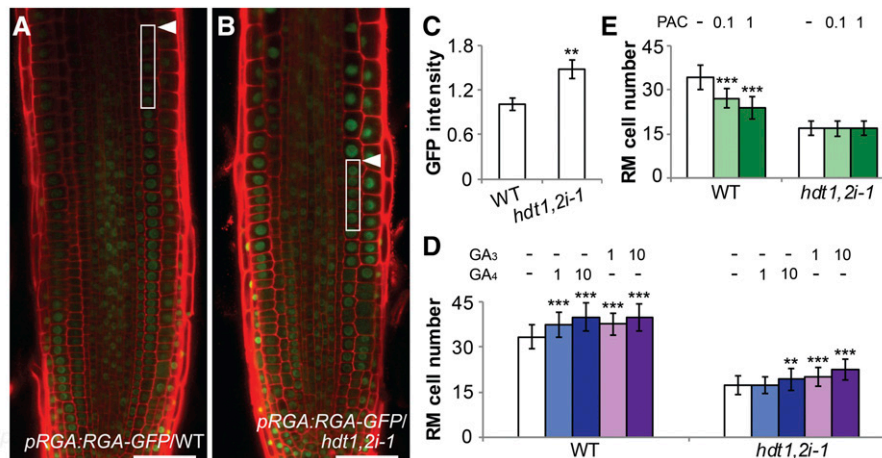 A
pRGA:RGA-GFP/WT
B
pRGA:RGA-GFP/
hdt1,2i-1
C
GFP intensity
1.8
1.2
0.6
0
**
WT
hdt1,2i-1
E
PAC - 0.1 1 - 0.1 1
RM cell number
45
30
15
0
***
***
WT
hdt1,2i-1
D
GA3 - - - 1 10 - - - 1 10
GA4 - 1 10 - - - 1 10 - -
RM cell number
45
30
15
0
*** *** *** ***
** *** ***
WT
hdt1,2i-1